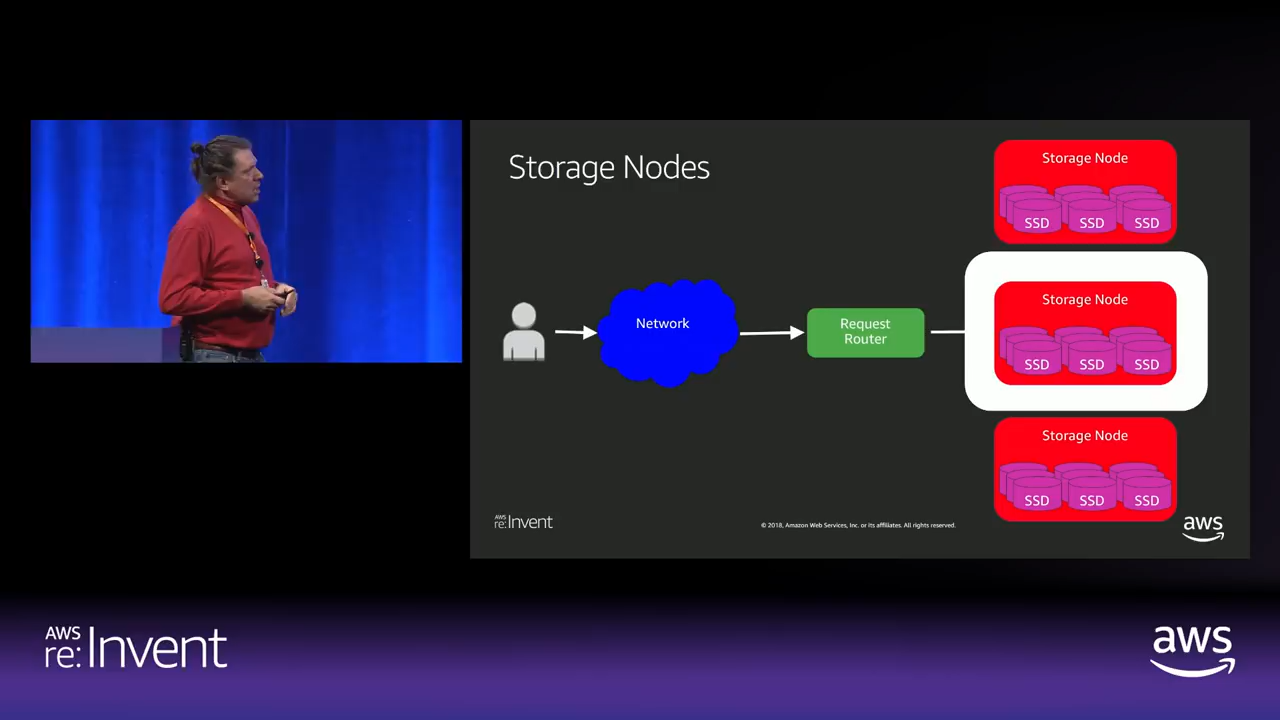 Storage Nodes
Storage Node
SSD SSD SSD
Network
Request
Router
Storage Node
SSD SSD SSD
Storage Node
SSD SSD SSD
AWS
re:Invent
© 2018, Amazon Web Services, Inc. or its affiliates. All rights reserved.
aws
AWS
re:Invent
aws